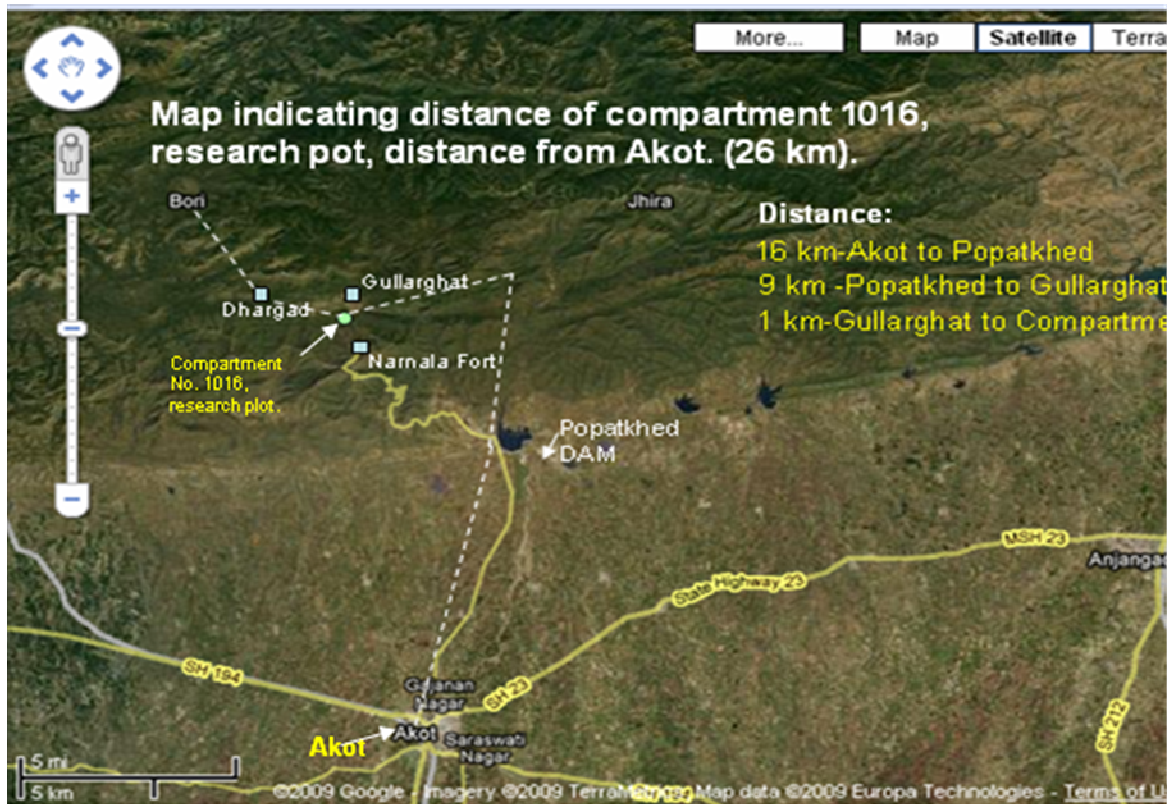 More...
Map
Satellite
Terra
Map indicating distance of compartment 1016,
research pot, distance from Akot. (26 km).
Bori
Jhira
Distance:
16 km-Akot to Popatkhed
9 km -Popatkhed to Gullarghat
1 km-Gullarghat to Compartme
Gullarghat
Dhargad
Compartment
No. 1016,
research plot.
Narnala Fort
Popatkhed
DAM
MSH 23
Anjanga
State Highway 23
SH 194
Gajanan
Nagar
SH 23
Akot
Akot
Saraswati
Nagar
SH 212
5 mi
5 km
©2009 Google - Imagery ©2009 TerraMetrics, Map data ©2009 Europa Technologies - Terms of U